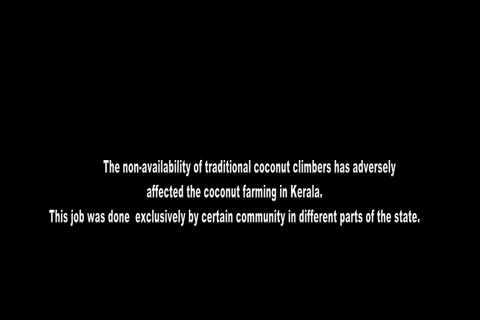 The non-availability of traditional coconut climbers has adversely
affected the coconut farming in Kerala.
This job was done exclusively by certain community in different parts of the state.